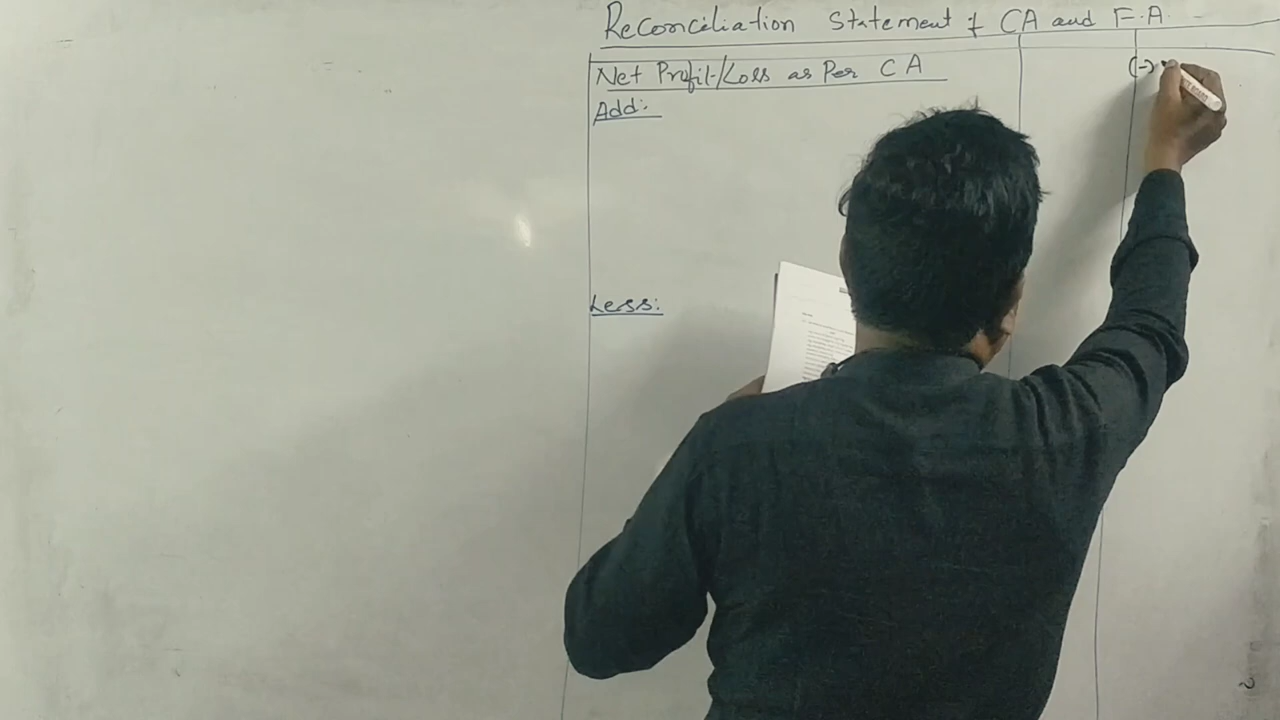 Reconciliation Statement of CA and F.A.
Net Profit/Loss as Per CA (-)
Add:
Less: